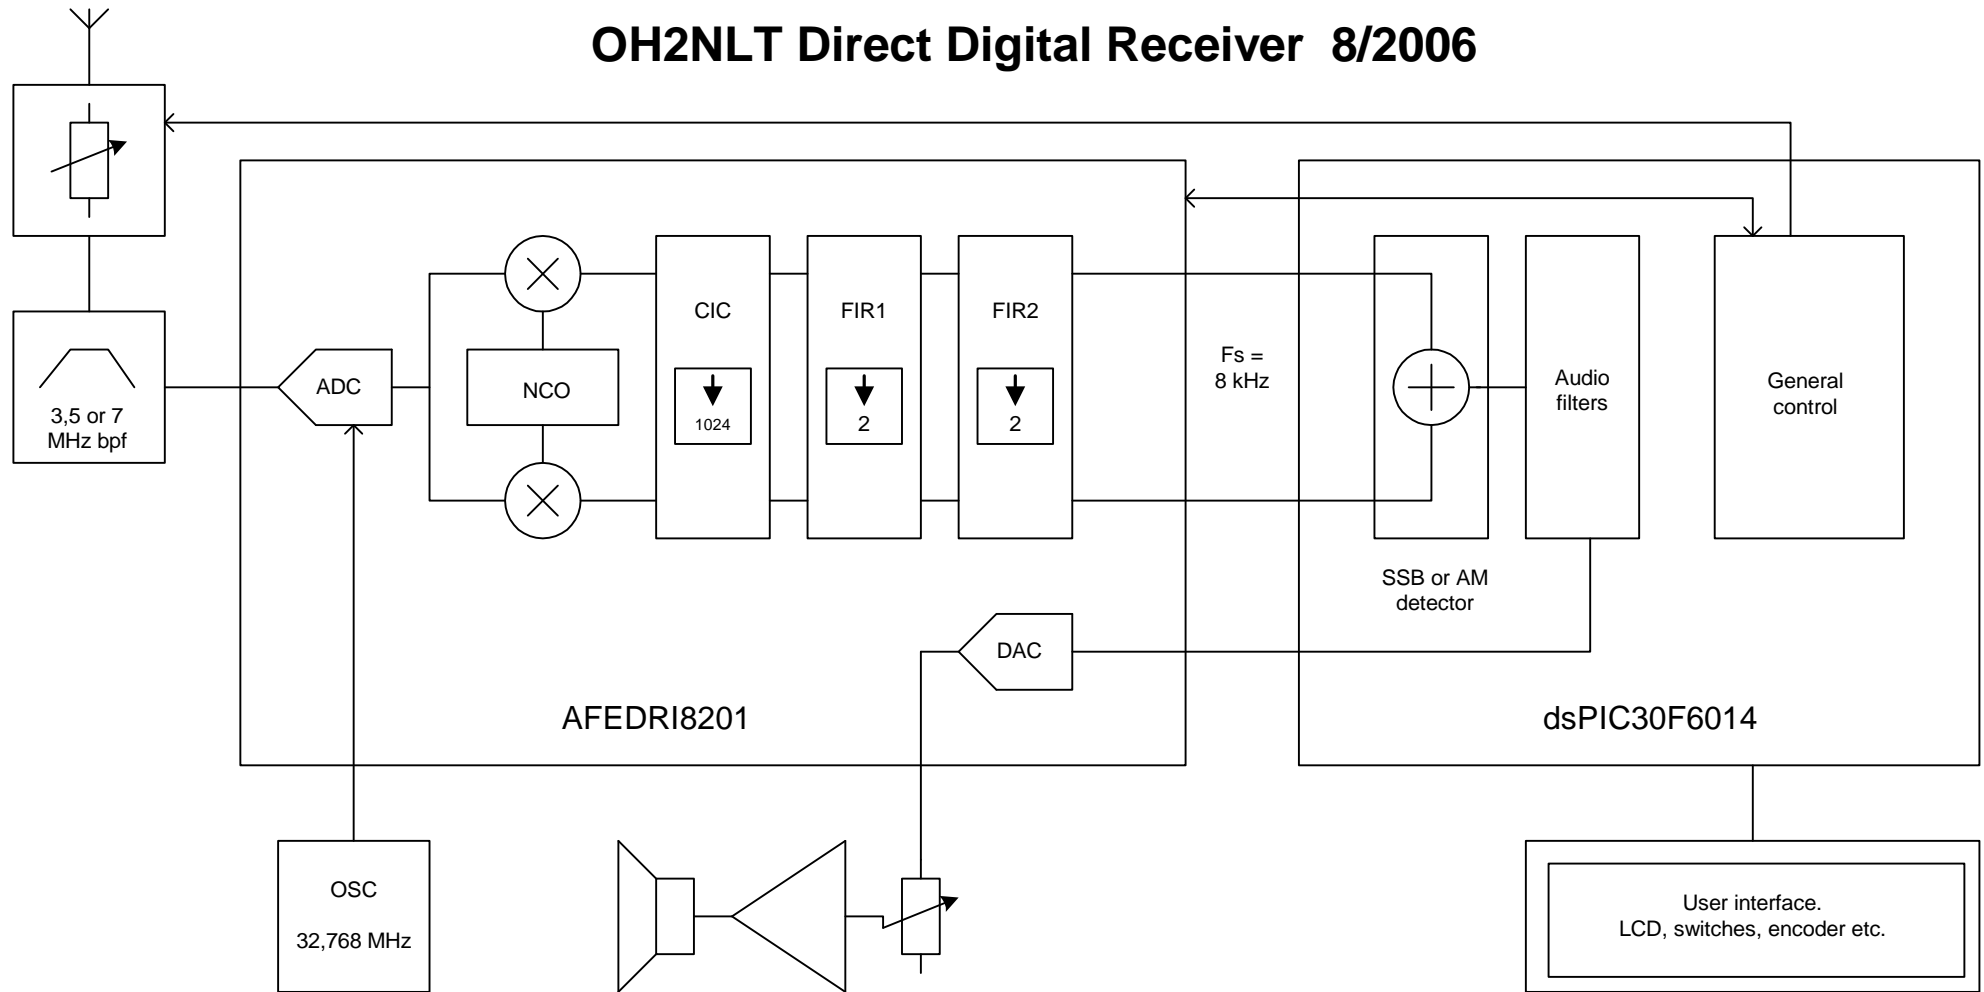 OH2NLT Direct Digital Receiver 8/2006
3,5 or 7
MHz bpf
ADC
NCO
CIC
1024
FIR1
2
FIR2
2
Fs =
8 kHz
Audio
filters
General
control
SSB or AM
detector
DAC
AFEDRI8201
dsPIC30F6014
OSC
32,768 MHz
User interface.
LCD, switches, encoder etc.